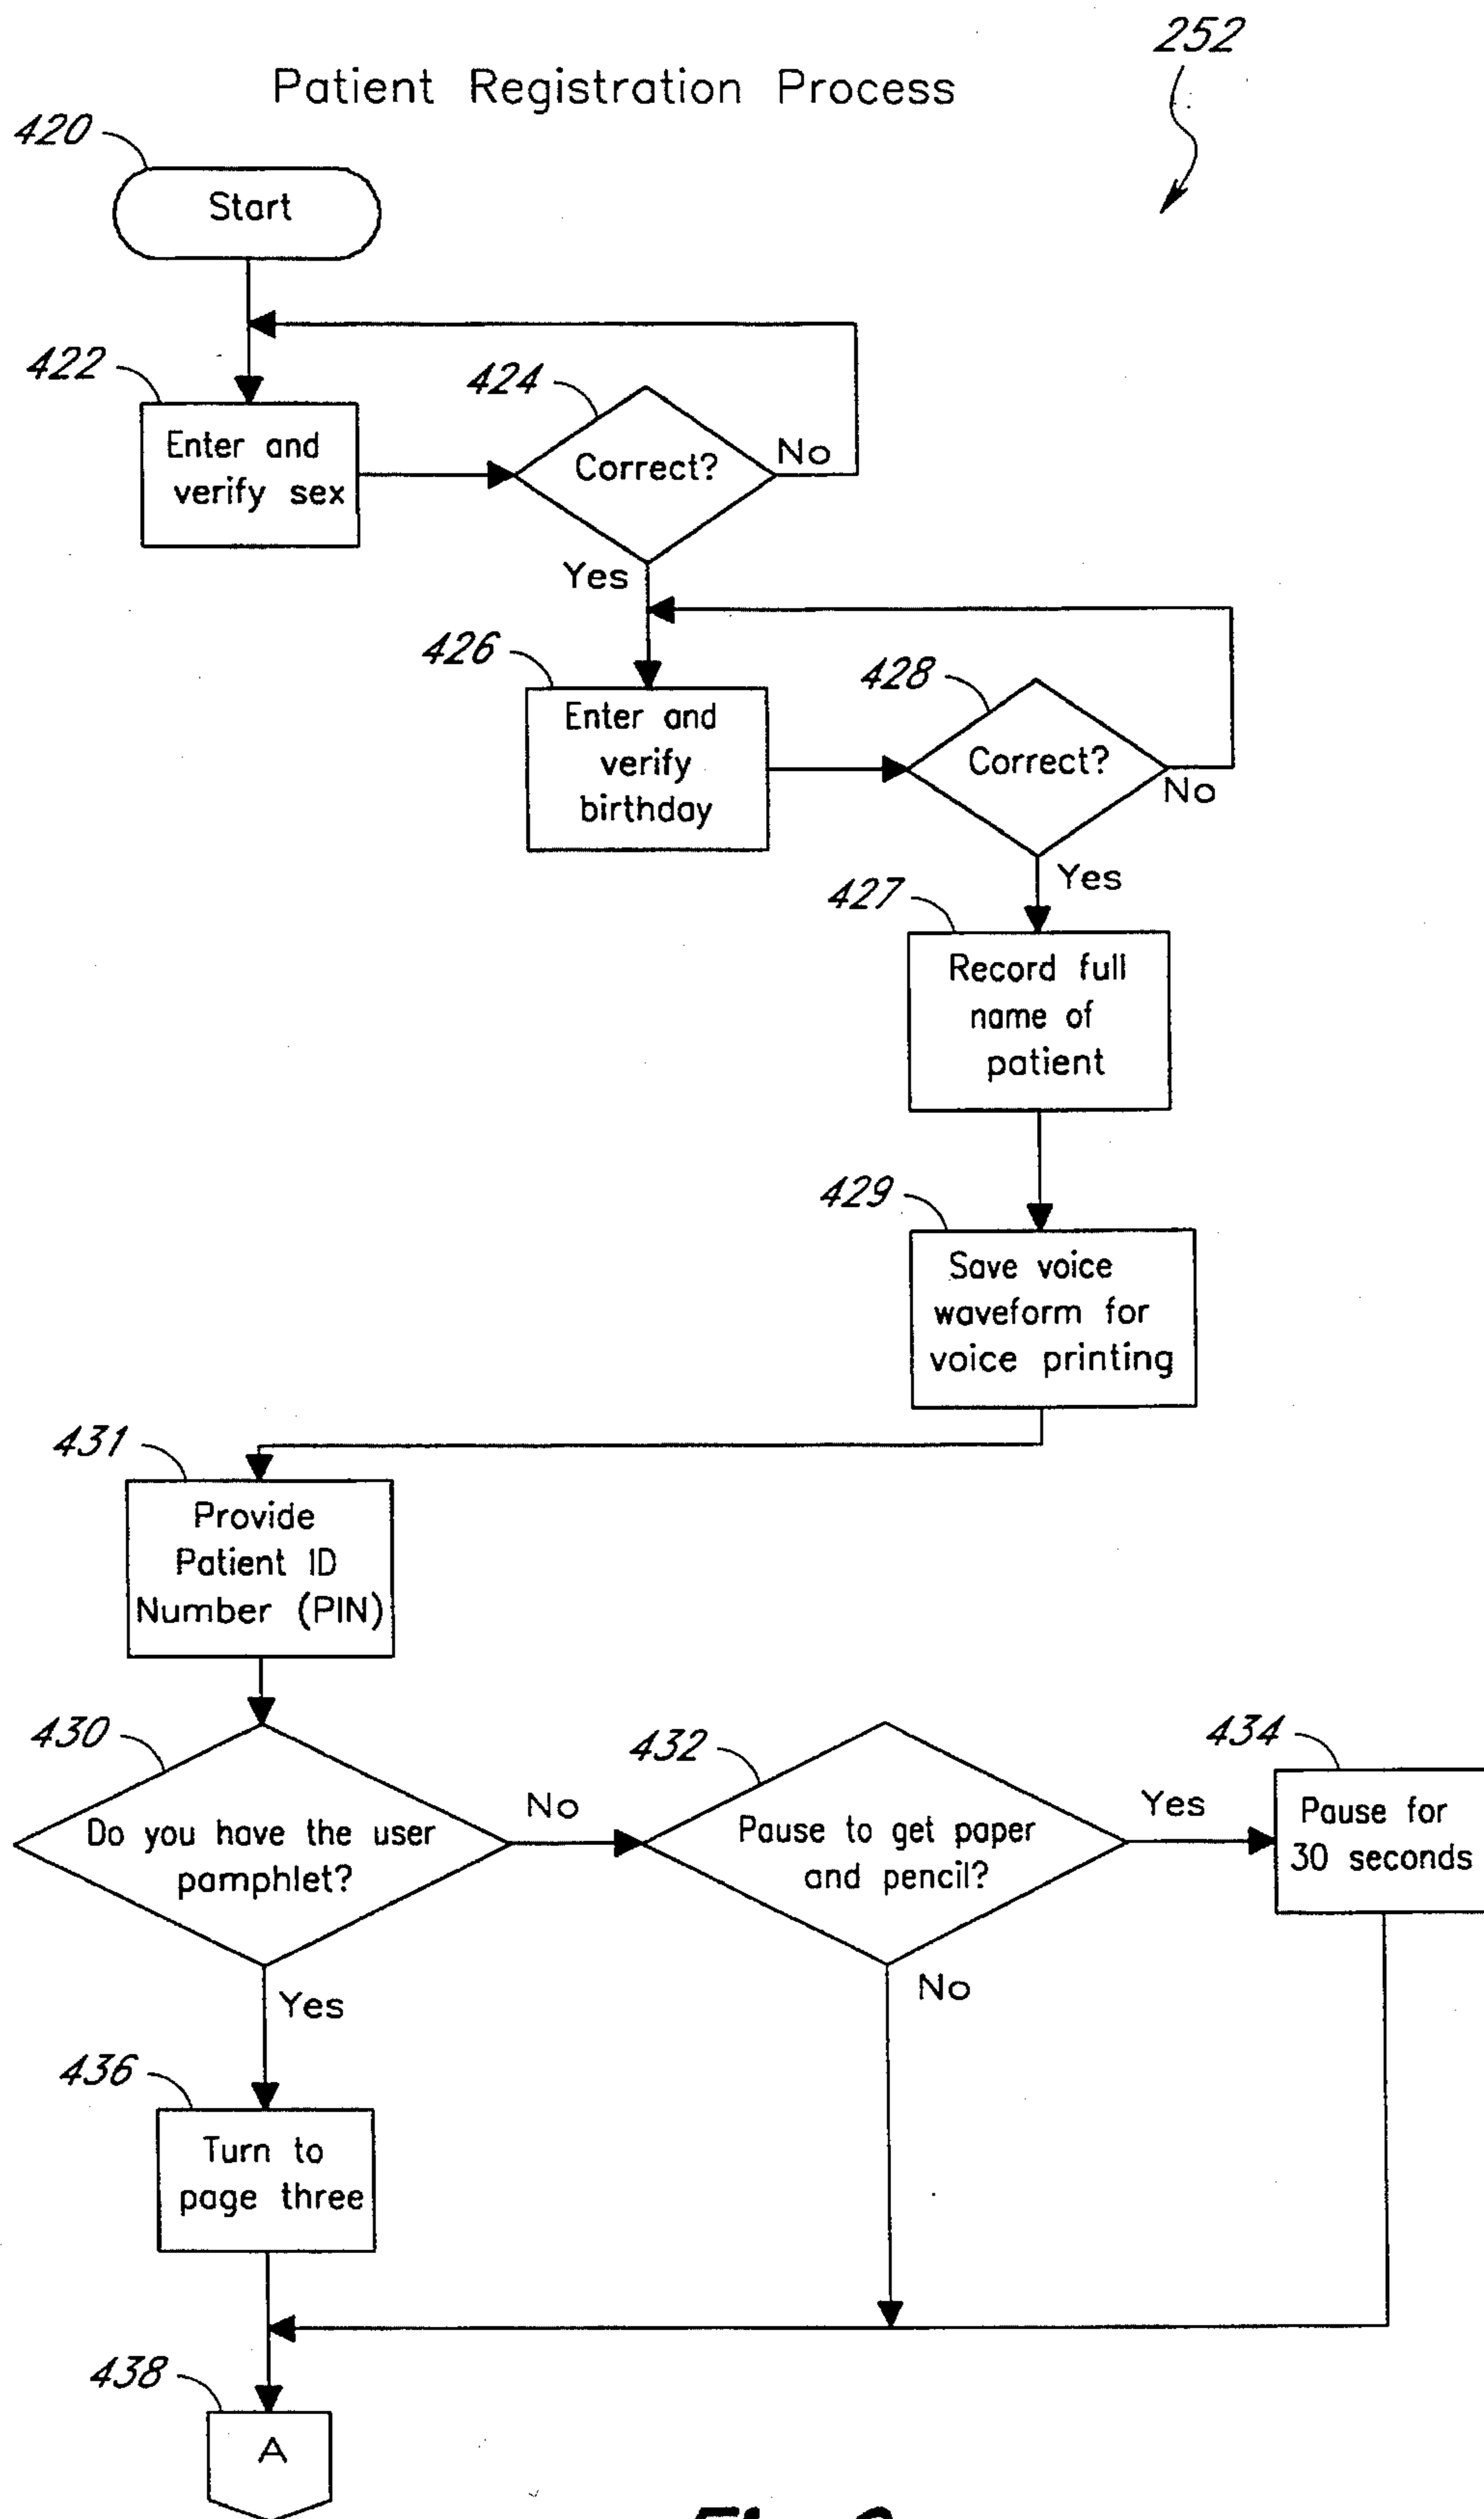 252
Patient Registration Process
420
Start
422
Enter and
verify sex
424
Correct?
No
Yes
426
Enter and
verify
birthday
428
Correct?
No
Yes
427
Record full
name of
patient
429
Save voice
waveform for
voice printing
431
Provide
Patient ID
Number (PIN)
430
Do you have the user
pamphlet?
No
432
Pause to get paper
and pencil?
Yes
434
Pause for
30 seconds
Yes
No
436
Turn to
page three
438
A